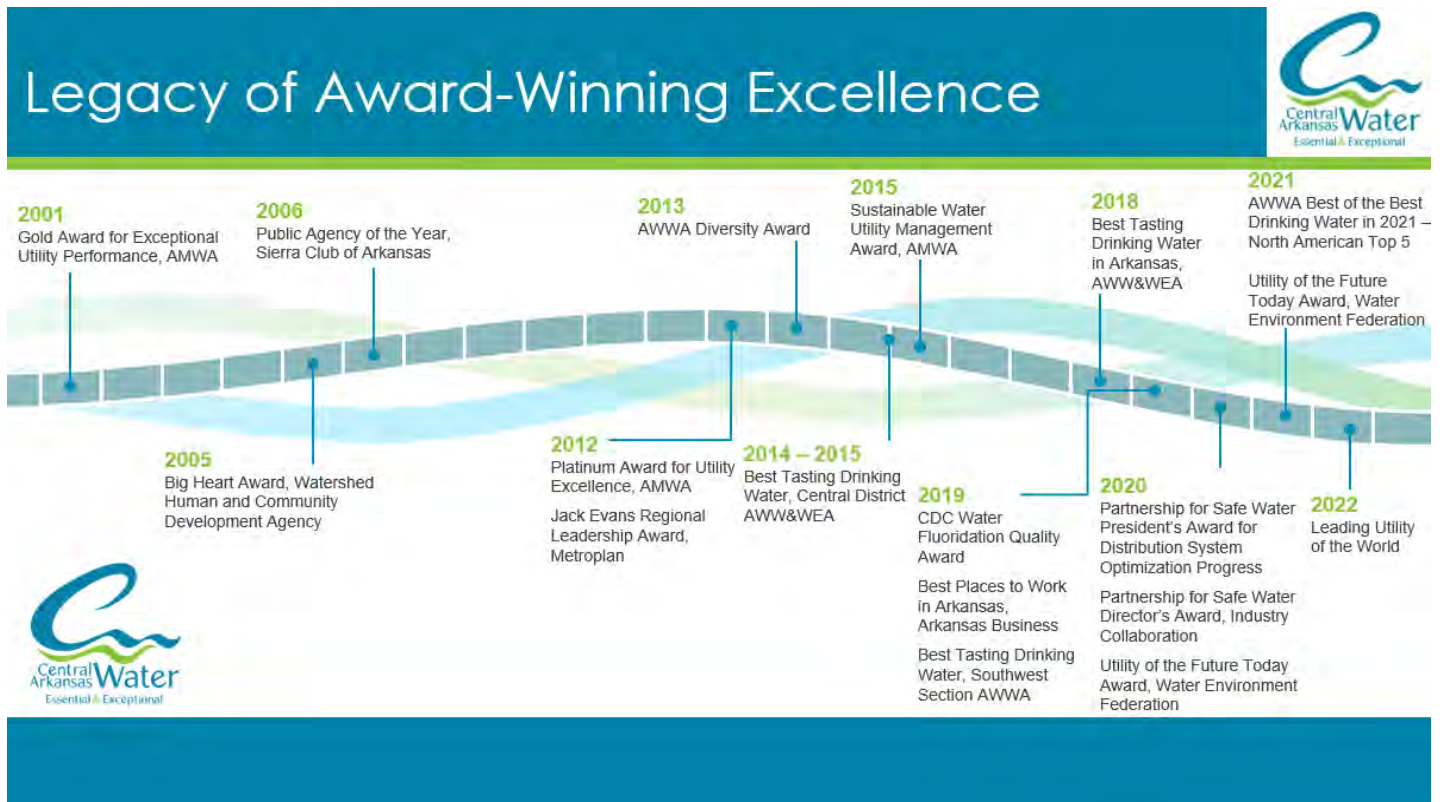 Legacy of Award-Winning Excellence
Central
Arkansas Water
Essential & Exceptional
2001
Gold Award for Exceptional
Utility Performance, AMWA
2006
Public Agency of the Year,
Sierra Club of Arkansas
2013
AWWA Diversity Award
2015
Sustainable Water
Utility Management
Award, AMWA
2018
Best Tasting
Drinking Water
in Arkansas,
AWW&WEA
2021
AWWA Best of the Best
Drinking Water in 2021 –
North American Top 5
Utility of the Future
Today Award, Water
Environment Federation
2005
Big Heart Award, Watershed
Human and Community
Development Agency
2012
Platinum Award for Utility
Excellence, AMWA
Jack Evans Regional
Leadership Award,
Metroplan
2014 – 2015
Best Tasting Drinking
Water, Central District
AWW&WEA
2019
CDC Water
Fluoridation Quality
Award
Best Places to Work
in Arkansas,
Arkansas Business
Best Tasting Drinking
Water, Southwest
Section AWWA
2020
Partnership for Safe Water
President's Award for
Distribution System
Optimization Progress
Partnership for Safe Water
Director's Award, Industry
Collaboration
Utility of the Future Today
Award, Water Environment
Federation
2022
Leading Utility
of the World
Central
Arkansas Water
Essential & Exceptional